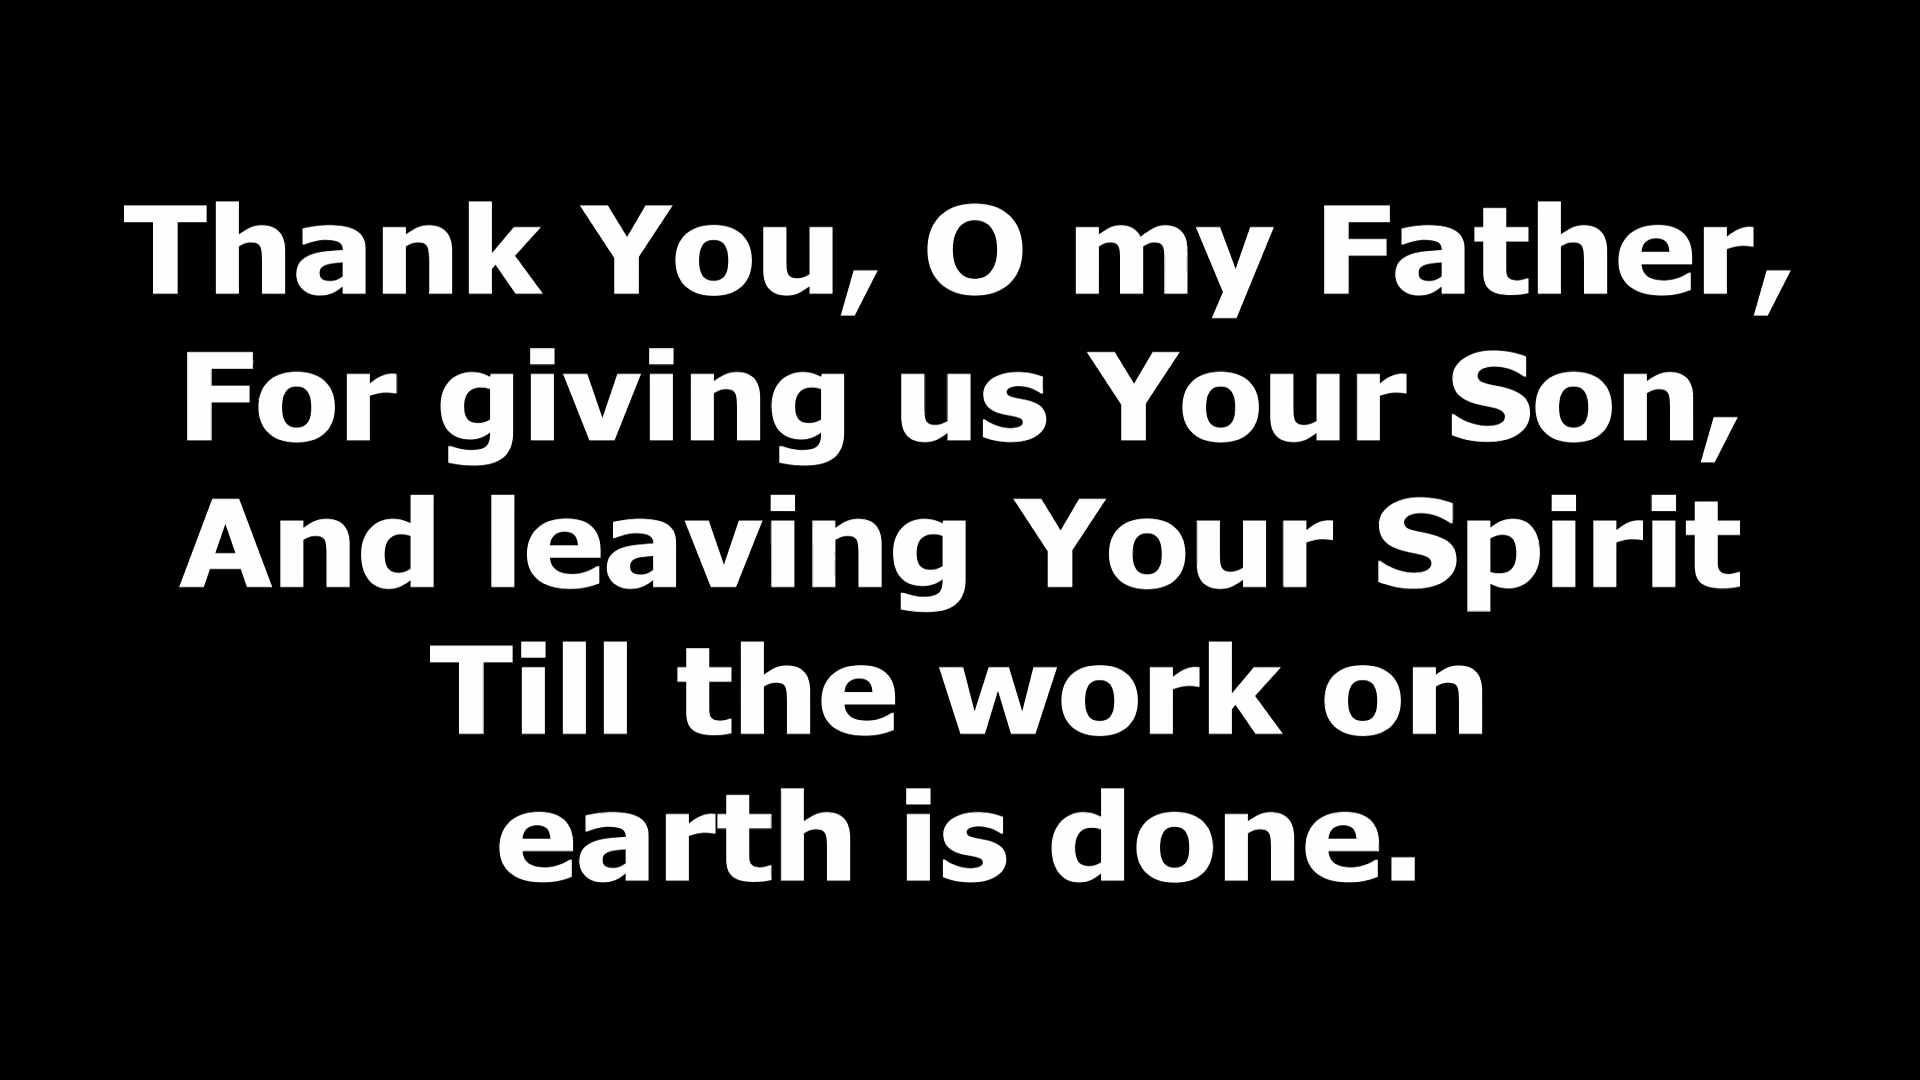 Thank You, O my Father,
For giving us Your Son,
And leaving Your Spirit
Till the work on
earth is done.